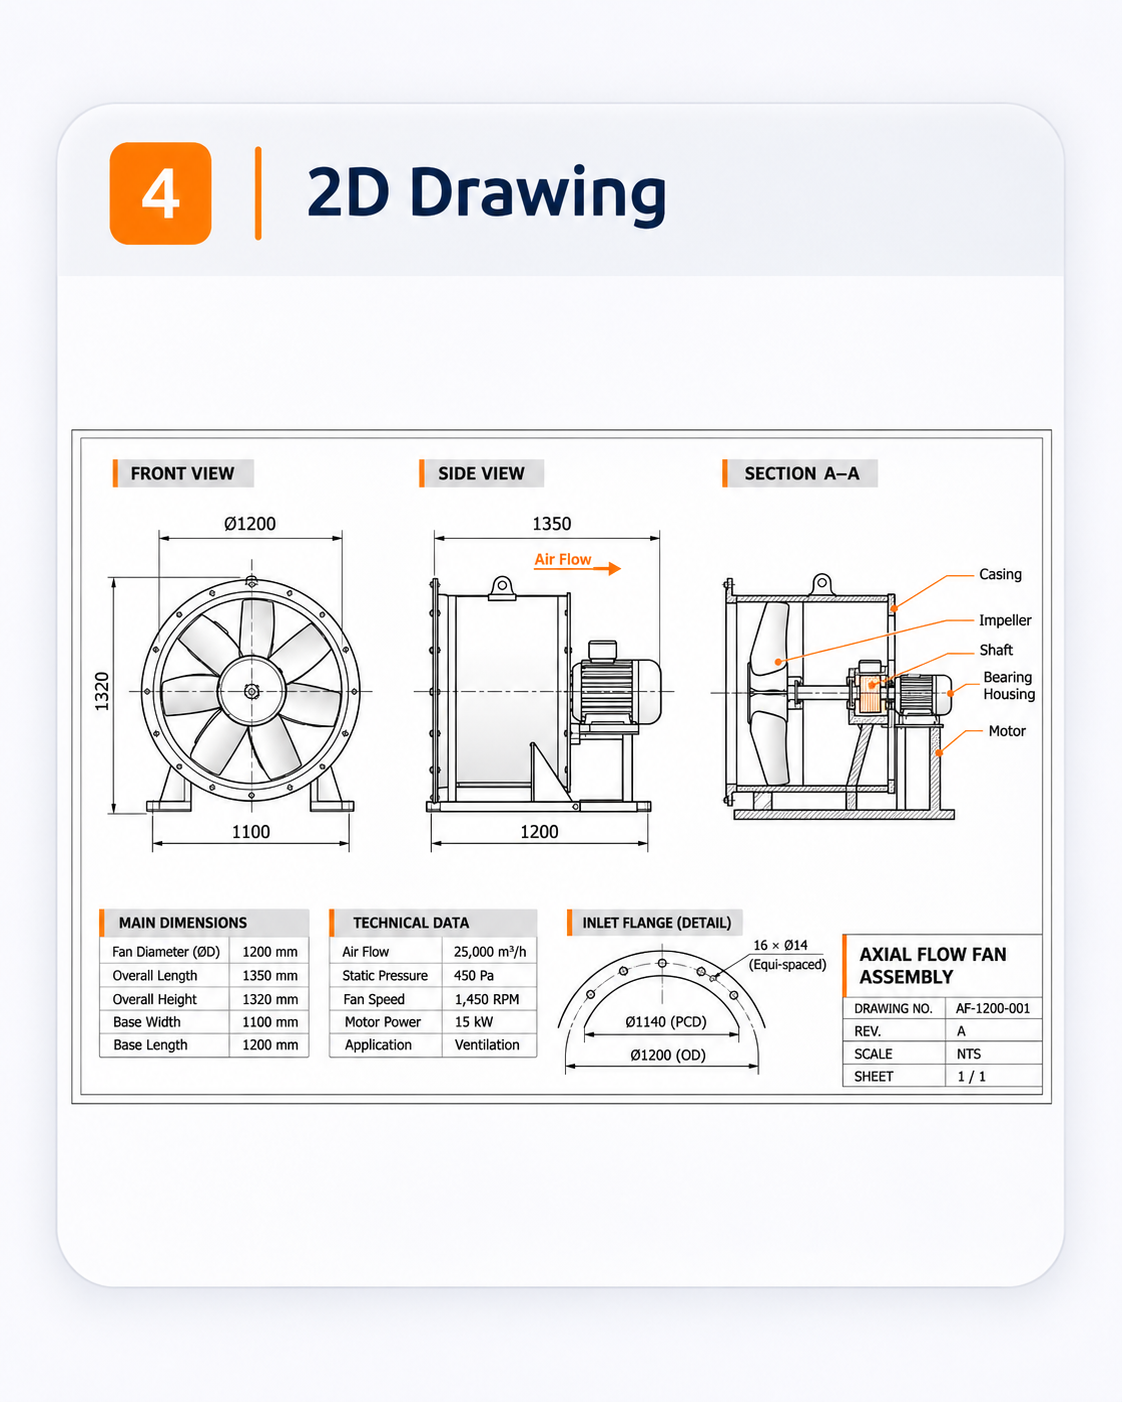 4
2D Drawing
FRONT VIEW
Ø1200
1320
1100
SIDE VIEW
1350
Air Flow
1200
SECTION A–A
Casing
Impeller
Shaft
Bearing
Housing
Motor
MAIN DIMENSIONS
Fan Diameter (ØD) 1200 mm
Overall Length 1350 mm
Overall Height 1320 mm
Base Width 1100 mm
Base Length 1200 mm
TECHNICAL DATA
Air Flow 25,000 m³/h
Static Pressure 450 Pa
Fan Speed 1,450 RPM
Motor Power 15 kW
Application Ventilation
INLET FLANGE (DETAIL)
16 × Ø14
(Equi-spaced)
Ø1140 (PCD)
Ø1200 (OD)
AXIAL FLOW FAN
ASSEMBLY
DRAWING NO. AF-1200-001
REV. A
SCALE NTS
SHEET 1 / 1